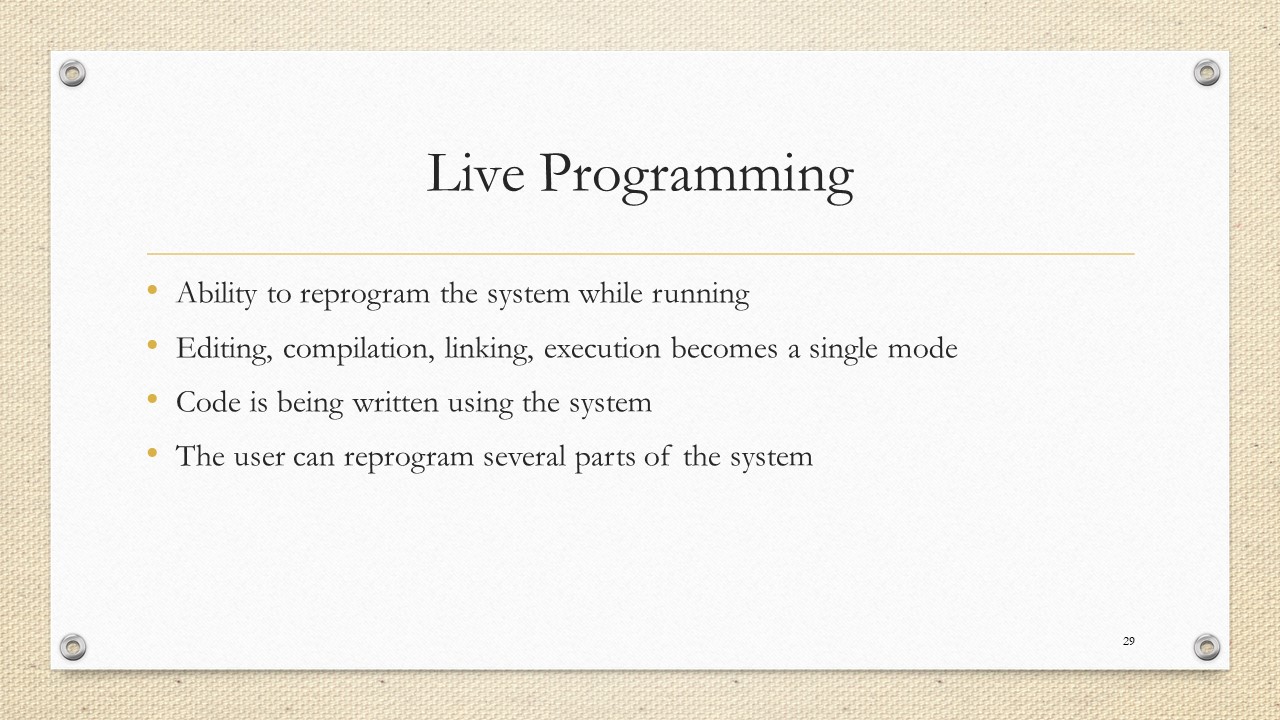 Live Programming
• Ability to reprogram the system while running
• Editing, compilation, linking, execution becomes a single mode
• Code is being written using the system
• The user can reprogram several parts of the system
29